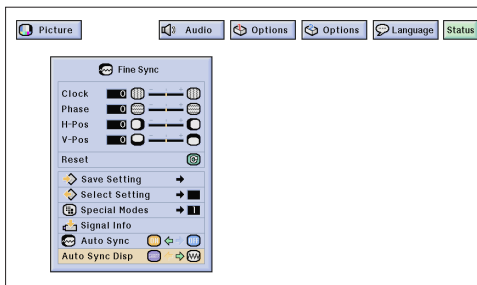 Picture
Audio
Options
Options
Language
Status
Fine Sync
Clock 0
Phase 0
H-Pos 0
V-Pos 0
Reset
Save Setting
Select Setting
Special Modes 1
Signal Info
Auto Sync
Auto Sync Disp